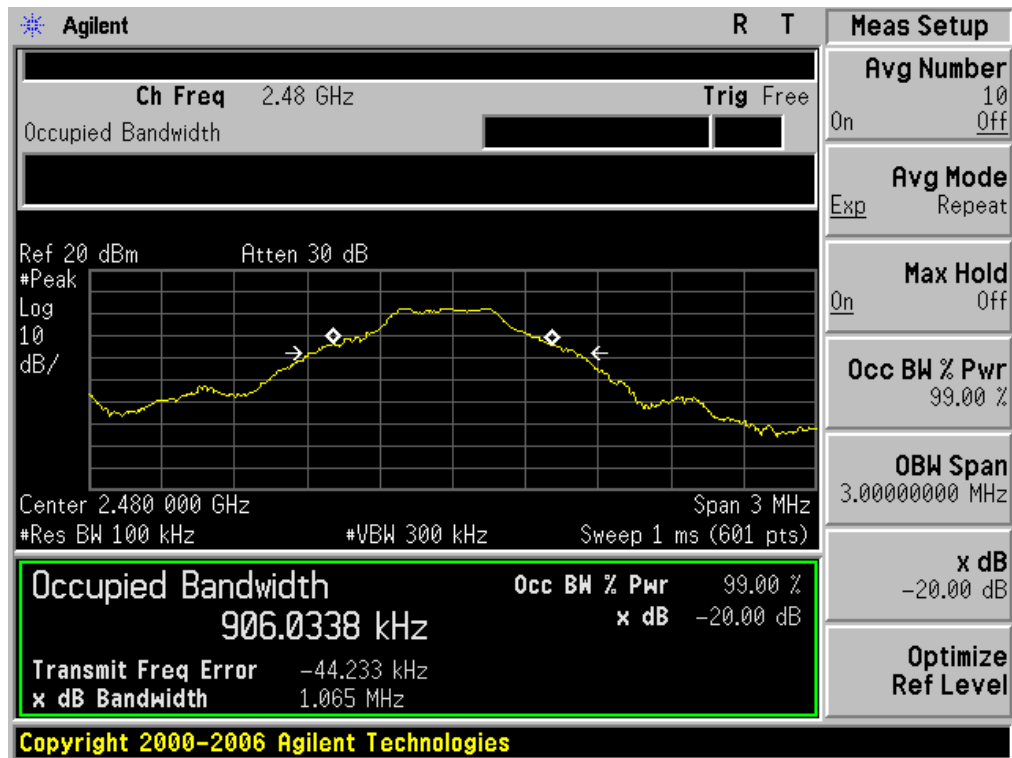 Agilent R T
Ch Freq 2.48 GHz Trig Free
Occupied Bandwidth
Ref 20 dBm Atten 30 dB
#Peak
Log
10
dB/
Center 2.480 000 GHz Span 3 MHz
#Res BW 100 kHz #VBW 300 kHz Sweep 1 ms (601 pts)
Occupied Bandwidth Occ BW % Pwr 99.00 %
906.0338 kHz x dB -20.00 dB
Transmit Freq Error -44.233 kHz
x dB Bandwidth 1.065 MHz
Copyright 2000-2006 Agilent Technologies
Meas Setup
Avg Number
10
On Off
Avg Mode
Exp Repeat
Max Hold
On Off
Occ BW % Pwr
99.00 %
OBW Span
3.00000000 MHz
x dB
-20.00 dB
Optimize
Ref Level